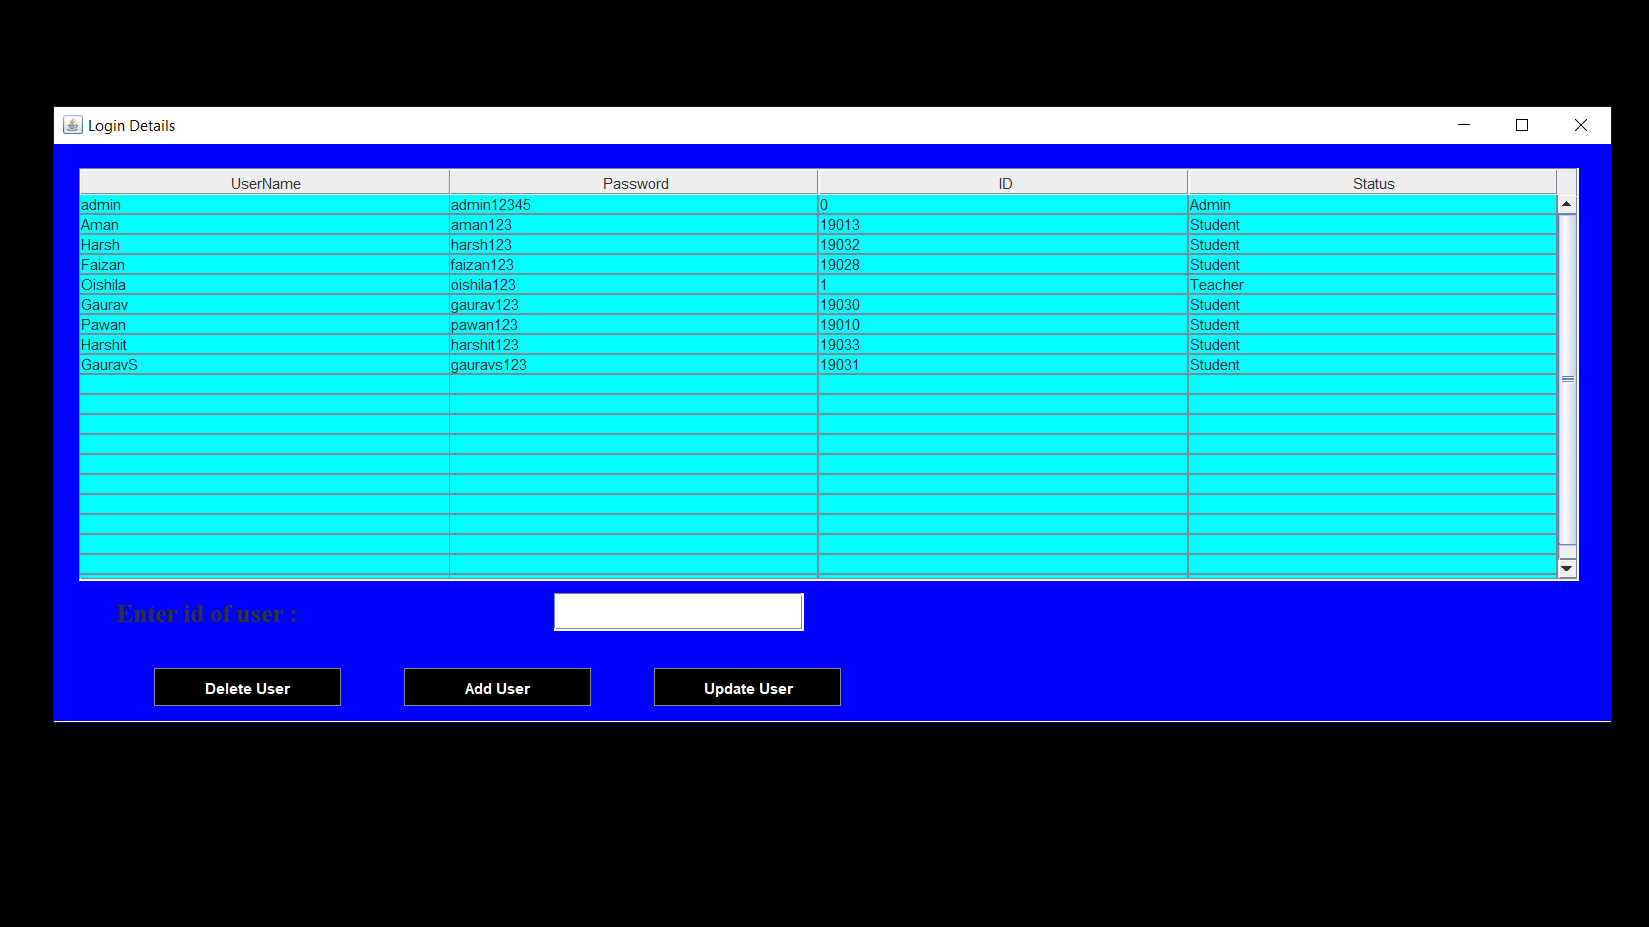 Login Details
UserName Password ID Status
admin admin12345 0 Admin
Aman aman123 19013 Student
Harsh harsh123 19032 Student
Faizan faizan123 19028 Student
Oishila oishila123 1 Teacher
Gaurav gaurav123 19030 Student
Pawan pawan123 19010 Student
Harshit harshit123 19033 Student
GauravS gauravs123 19031 Student
Enter id of user :
Delete User Add User Update User